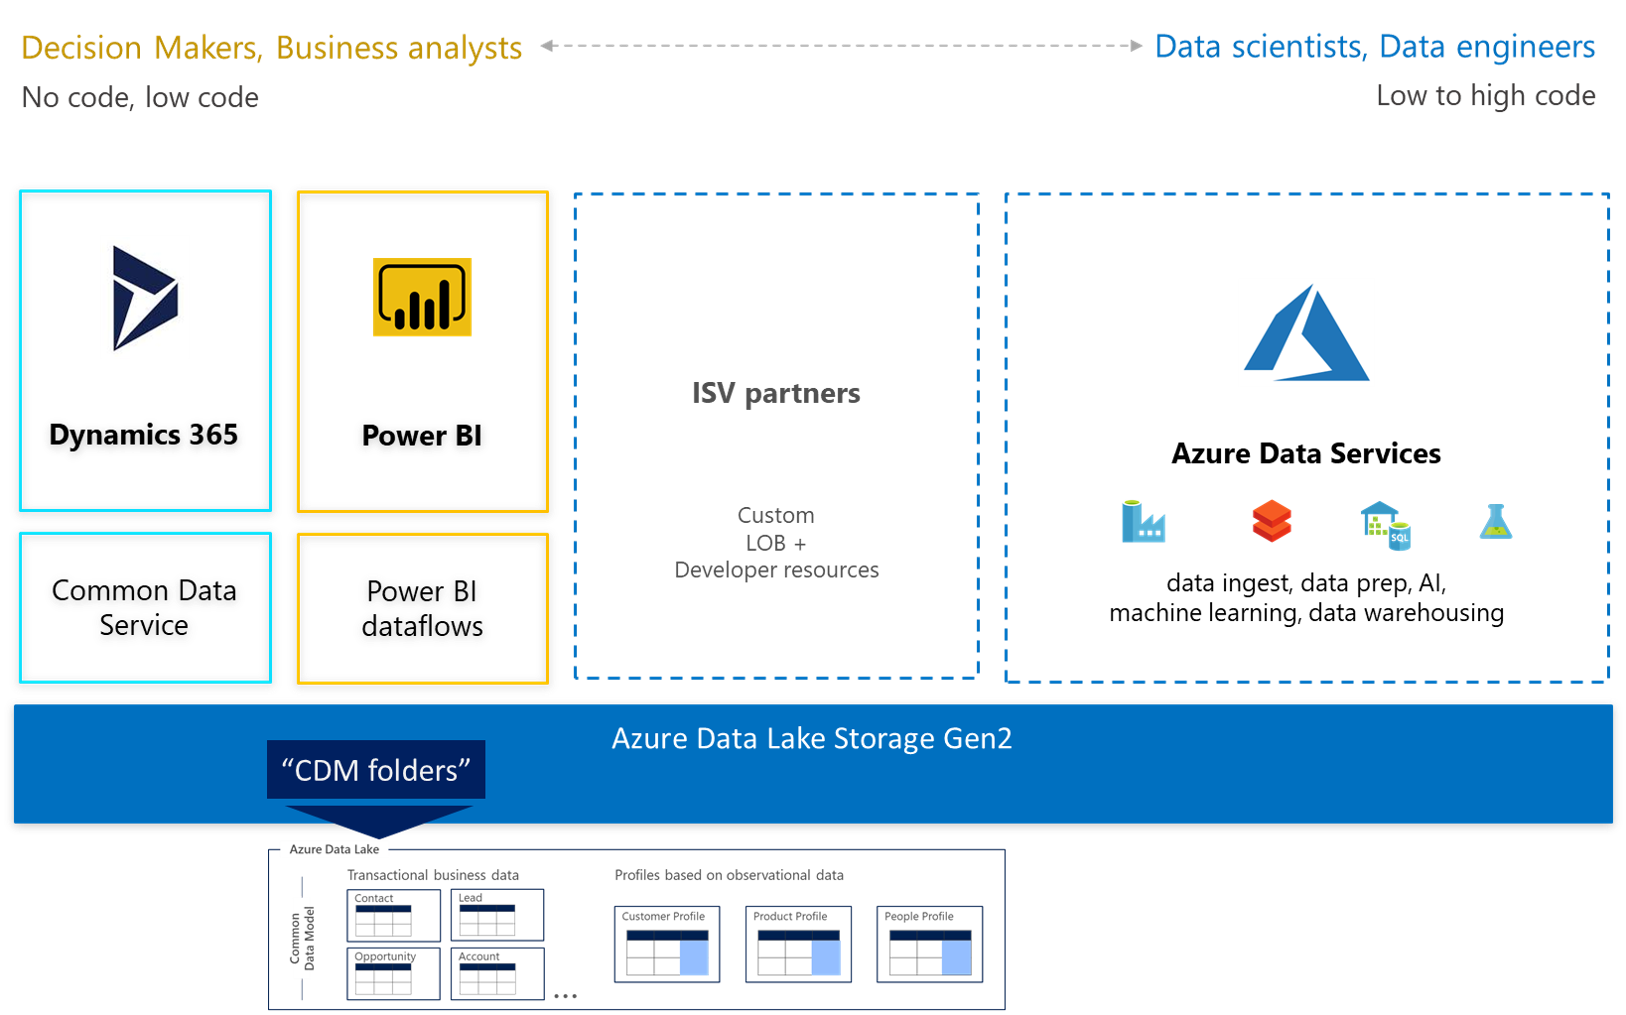 Decision Makers, Business analysts
Data scientists, Data engineers
No code, low code
Low to high code
Dynamics 365
Common Data
Service
Power BI
Power BI
dataflows
ISV partners
Custom
LOB +
Developer resources
Azure Data Services
SQL
data ingest, data prep, AI,
machine learning, data warehousing
Azure Data Lake Storage Gen2
“CDM folders”
Azure Data Lake
Common
Data Model
Transactional business data
Contact
Lead
Opportunity
Account
...
Profiles based on observational data
Customer Profile
Product Profile
People Profile